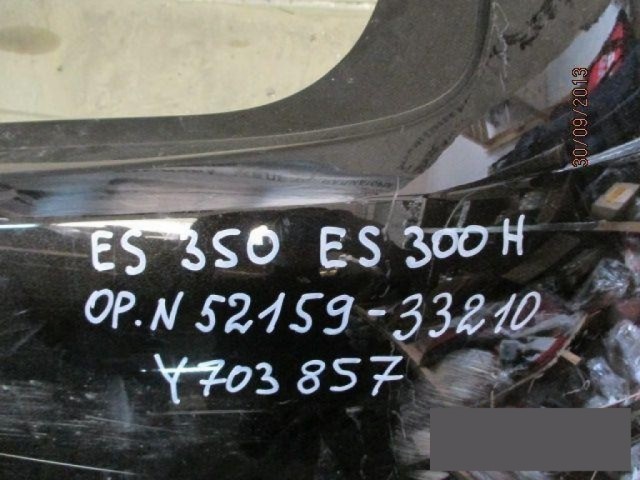 ES 350 ES 300H
OP.N 52159-33210
Y703 857
30/09/2013